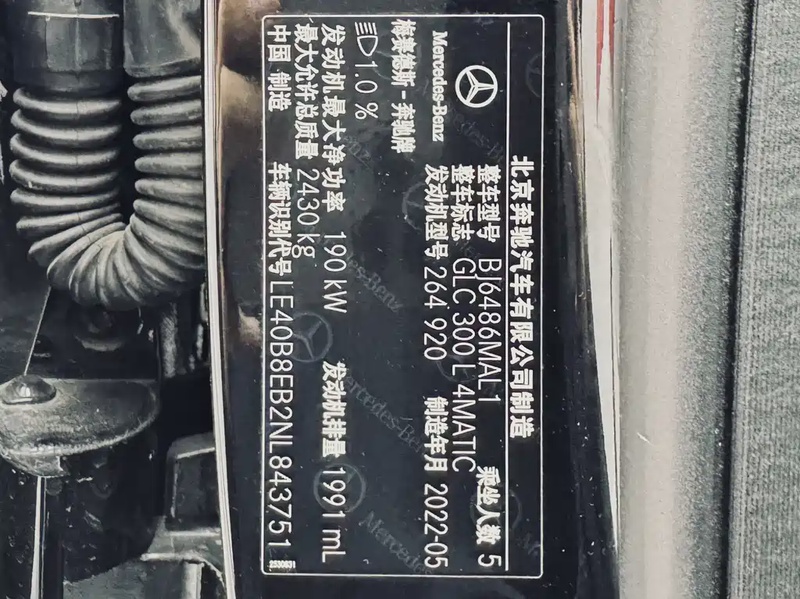 北京奔驰汽车有限公司制造
Mercedes-Benz
梅赛德斯-奔驰牌
整车型号 BJ6486MAL1 乘坐人数 5
整车标志 GLC 300 L 4MATIC
发动机型号 264 920 制造年月 2022-05
1.0 %
发动机最大净功率 190 kW 发动机排量 1991 mL
最大允许总质量 2430 kg
中国 制造 车辆识别代号 LE40B8EB2NL843751
2530631